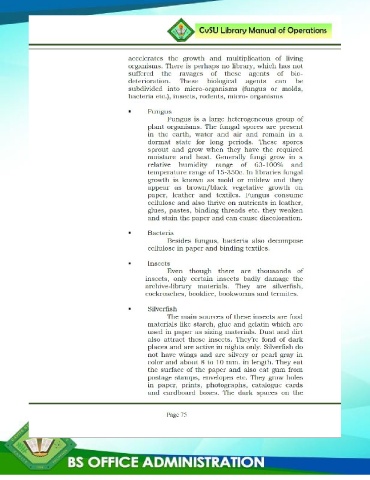 CvSU Library Manual of Operations
accelerates the growth and multiplication of living
organisms. There is perhaps no library, which has not
suffered the ravages of these agents of bio-
deterioration. These biological agents can be
subdivided into micro-organisms (fungus or molds,
bacteria etc.), insects, rodents, micro- organisms
▪ Fungus
Fungus is a large heterogeneous group of
plant organisms. The fungal spores are present
in the earth, water and air and remain in a
dormat state for long periods. These spores
sprout and grow when they have the required
moisture and heat. Generally fungi grow in a
relative humidity range of 63-100% and
temperature range of 15-350c. In libraries fungal
growth is known as mold or mildew and they
appear as brown/black vegetative growth on
paper, leather and textiles. Fungus consume
cellulose and also thrive on nutrients in leather,
glues, pastes, binding threads etc. they weaken
and stain the paper and can cause discoloration.
▪ Bacteria
Besides fungus, bacteria also decompose
cellulose in paper and binding textiles.
▪ Insects
Even though there are thousands of
insects, only certain insects badly damage the
archive-library materials. They are silverfish,
cockroaches, booklice, bookworms and termites.
▪ Silverfish
The main sources of these insects are food
materials like starch, glue and gelatin which are
used in paper as sizing materials. Dust and dirt
also attract these insects. They're fond of dark
places and are active in nights only. Silverfish do
not have wings and are silvery or pearl gray in
color and about 8 to 10 mm. in length. They eat
the surface of the paper and also eat gum from
postage stamps, envelopes etc. They gnaw holes
in paper, prints, photographs, catalogue cards
and cardboard boxes. The dark spaces on the
Page 75
BS OFFICE ADMINISTRATION